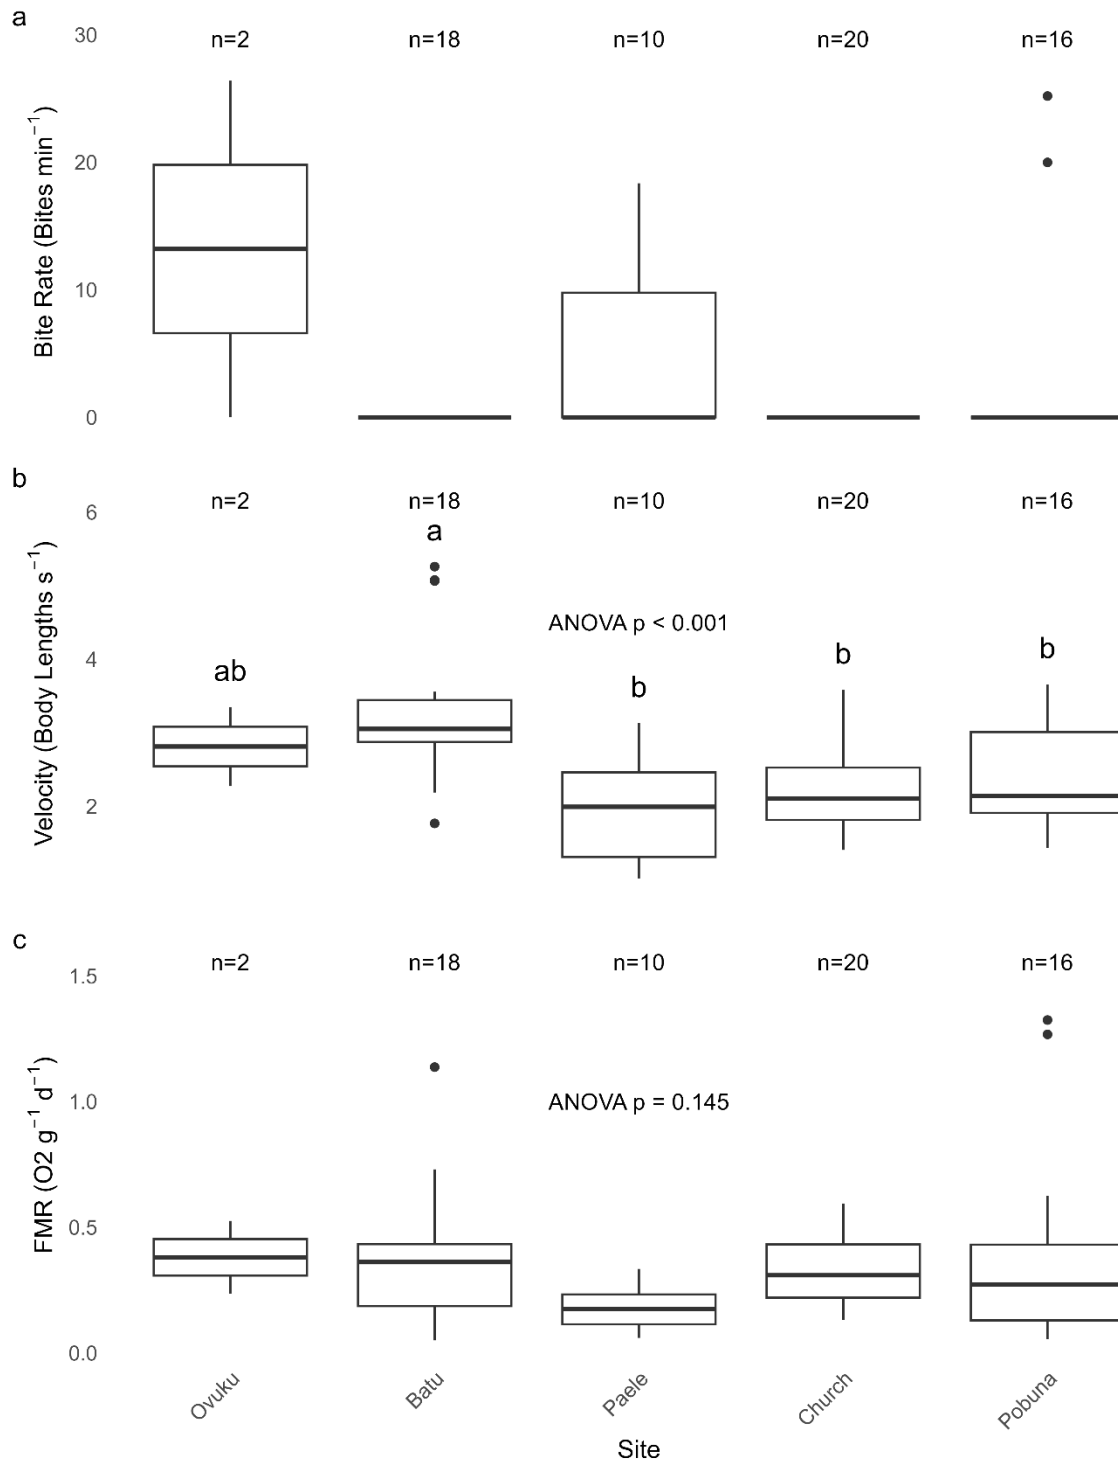 a
30
n=2 n=18 n=10 n=20 n=16
20
10
0
Bite Rate (Bites min⁻¹)
b
6
n=2 n=18 n=10 n=20 n=16
a
ANOVA p < 0.001
4
ab b b b
2
Velocity (Body Lengths s⁻¹)
c
1.5
n=2 n=18 n=10 n=20 n=16
1.0
ANOVA p = 0.145
0.5
0.0
FMR (O2 g⁻¹ d⁻¹)
Ovuku Batu Paele Church Pobuna
Site